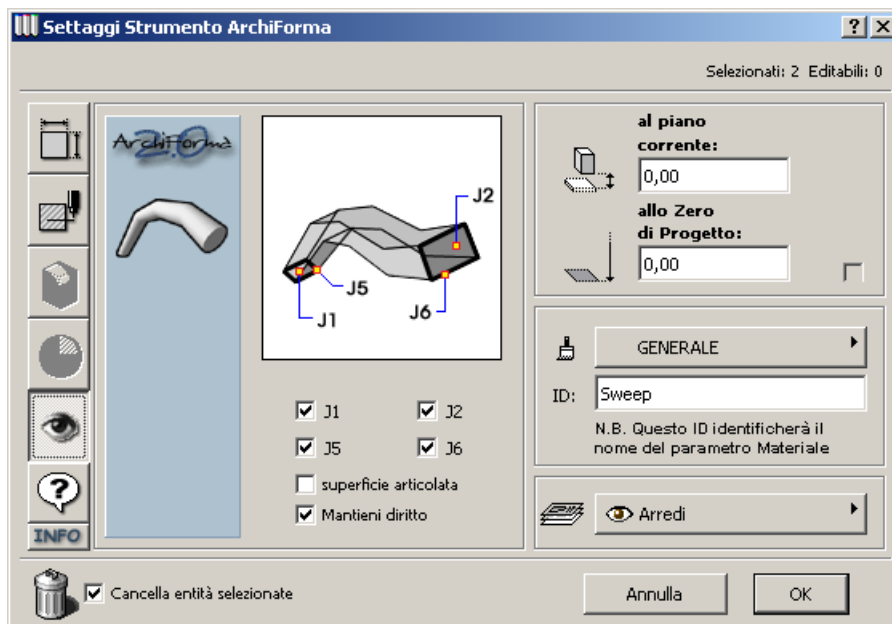 Settaggi Strumento ArchiForma
Selezionati: 2 Editabili: 0
ArchiForma
2.0
J2
J5
J1
J6
J1
J2
J5
J6
superficie articolata
Mantieni diritto
al piano
corrente:
0,00
allo Zero
di Progetto:
0,00
GENERALE
ID: Sweep
N.B. Questo ID identificherà il
nome del parametro Materiale
Arredi
INFO
Cancella entità selezionate
Annulla
OK